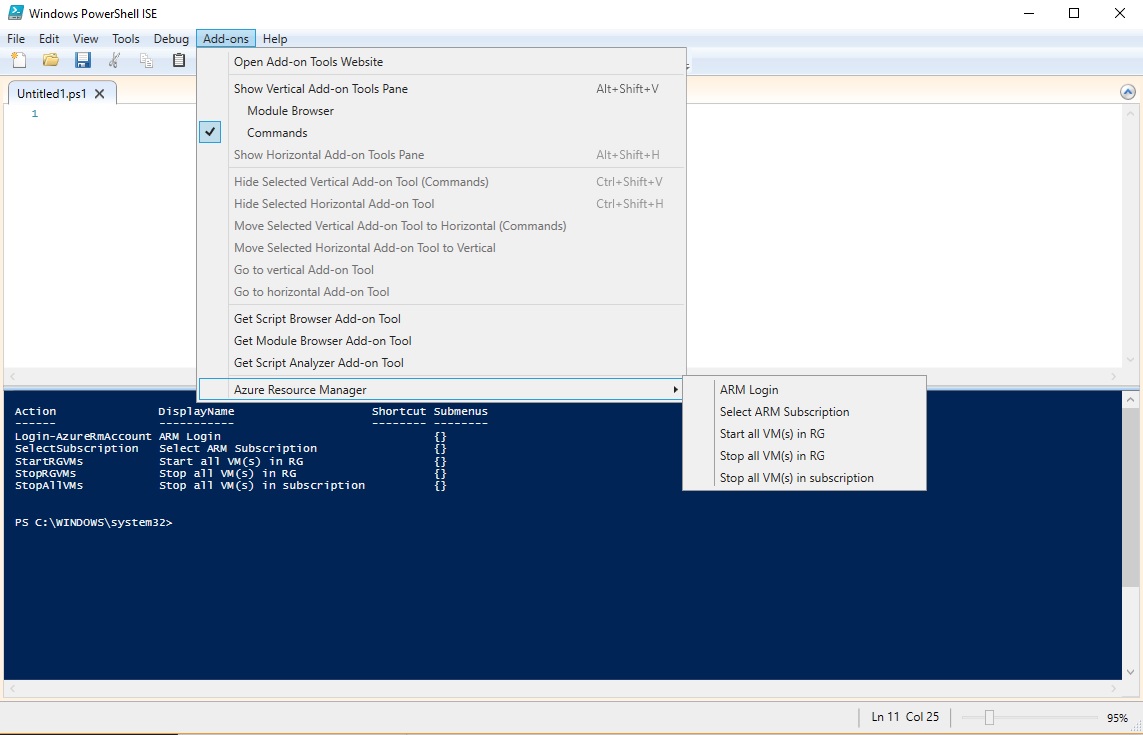 Windows PowerShell ISE
File Edit View Tools Debug Add-ons Help
Untitled1.ps1
1
Open Add-on Tools Website
Show Vertical Add-on Tools Pane Alt+Shift+V
Module Browser
Commands
Show Horizontal Add-on Tools Pane Alt+Shift+H
Hide Selected Vertical Add-on Tool (Commands) Ctrl+Shift+V
Hide Selected Horizontal Add-on Tool Ctrl+Shift+H
Move Selected Vertical Add-on Tool to Horizontal (Commands)
Move Selected Horizontal Add-on Tool to Vertical
Go to vertical Add-on Tool
Go to horizontal Add-on Tool
Get Script Browser Add-on Tool
Get Module Browser Add-on Tool
Get Script Analyzer Add-on Tool
Azure Resource Manager
ARM Login
Select ARM Subscription
Start all VM(s) in RG
Stop all VM(s) in RG
Stop all VM(s) in subscription
Action DisplayName Shortcut Submenus
------ ----------- -------- --------
Login-AzureRmAccount ARM Login {}
SelectSubscription Select ARM Subscription {}
StartRGVMs Start all VM(s) in RG {}
StopRGVMs Stop all VM(s) in RG {}
StopAllVMs Stop all VM(s) in subscription {}
PS C:\WINDOWS\system32>
Ln 11 Col 25
95%